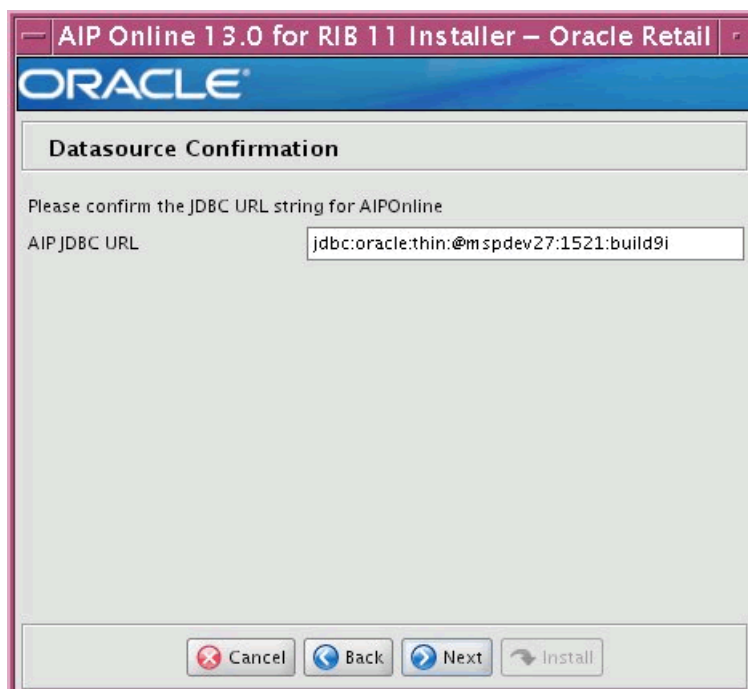 AIP Online 13.0 for RIB 11 Installer – Oracle Retail
ORACLE®
Datasource Confirmation
Please confirm the JDBC URL string for AIPOnline
AIP JDBC URL jdbc:oracle:thin:@mspdev27:1521:build9i
Cancel Back Next Install